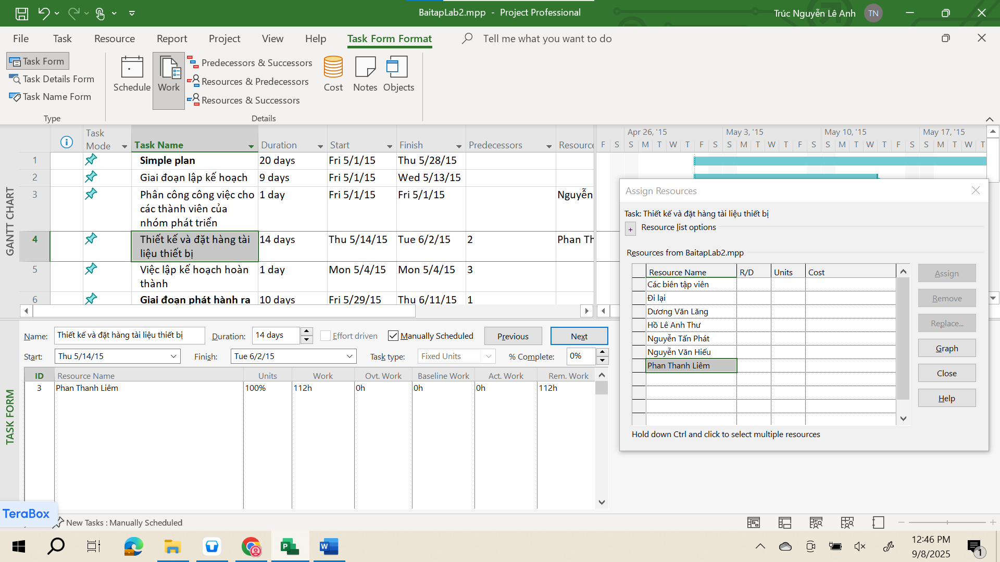 BaitapLab2.mpp - Project Professional
Trúc Nguyễn Lê Anh
TN
File Task Resource Report Project View Help Task Form Format Tell me what you want to do
Task Form
Task Details Form
Task Name Form
Type
Schedule
Work
Predecessors & Successors
Resources & Predecessors
Resources & Successors
Cost
Notes
Objects
Details
GANTT CHART
Task Mode
Task Name
Duration
Start
Finish
Predecessors
Resource
1 Simple plan 20 days Fri 5/1/15 Thu 5/28/15
2 Giai đoạn lập kế hoạch 9 days Fri 5/1/15 Wed 5/13/15
3 Phân công công việc cho 1 day Fri 5/1/15 Fri 5/1/15 Nguyễn
các thành viên của
nhóm phát triển
4 Thiết kế và đặt hàng tài 14 days Thu 5/14/15 Tue 6/2/15 2 Phan Th
liệu thiết bị
5 Việc lập kế hoạch hoàn 1 day Mon 5/4/15 Mon 5/4/15 3
thành
6 Giai đoạn phát hành ra 10 days Fri 5/29/15 Thu 6/11/15 1
Apr 26, '15 May 3, '15 May 10, '15 May 17, '15
F S S M T W T F S S M T W T F S S M T W T F S S M T W T
Assign Resources
Task: Thiết kế và đặt hàng tài liệu thiết bị
+ Resource list options
Resources from BaitapLab2.mpp
Resource Name R/D Units Cost
Các biên tập viên
Đi lại
Dương Văn Lăng
Hồ Lê Anh Thư
Nguyễn Tấn Phát
Nguyễn Văn Hiếu
Phan Thanh Liêm
Assign
Remove
Replace...
Graph
Close
Help
Hold down Ctrl and click to select multiple resources
TASK FORM
Name: Thiết kế và đặt hàng tài liệu thiết bị Duration: 14 days Effort driven Manually Scheduled Previous Next
Start: Thu 5/14/15 Finish: Tue 6/2/15 Task type: Fixed Units % Complete: 0%
ID Resource Name Units Work Ovt. Work Baseline Work Act. Work Rem. Work
3 Phan Thanh Liêm 100% 112h 0h 0h 0h 112h
TeraBox
New Tasks : Manually Scheduled
12:46 PM
9/8/2025
1